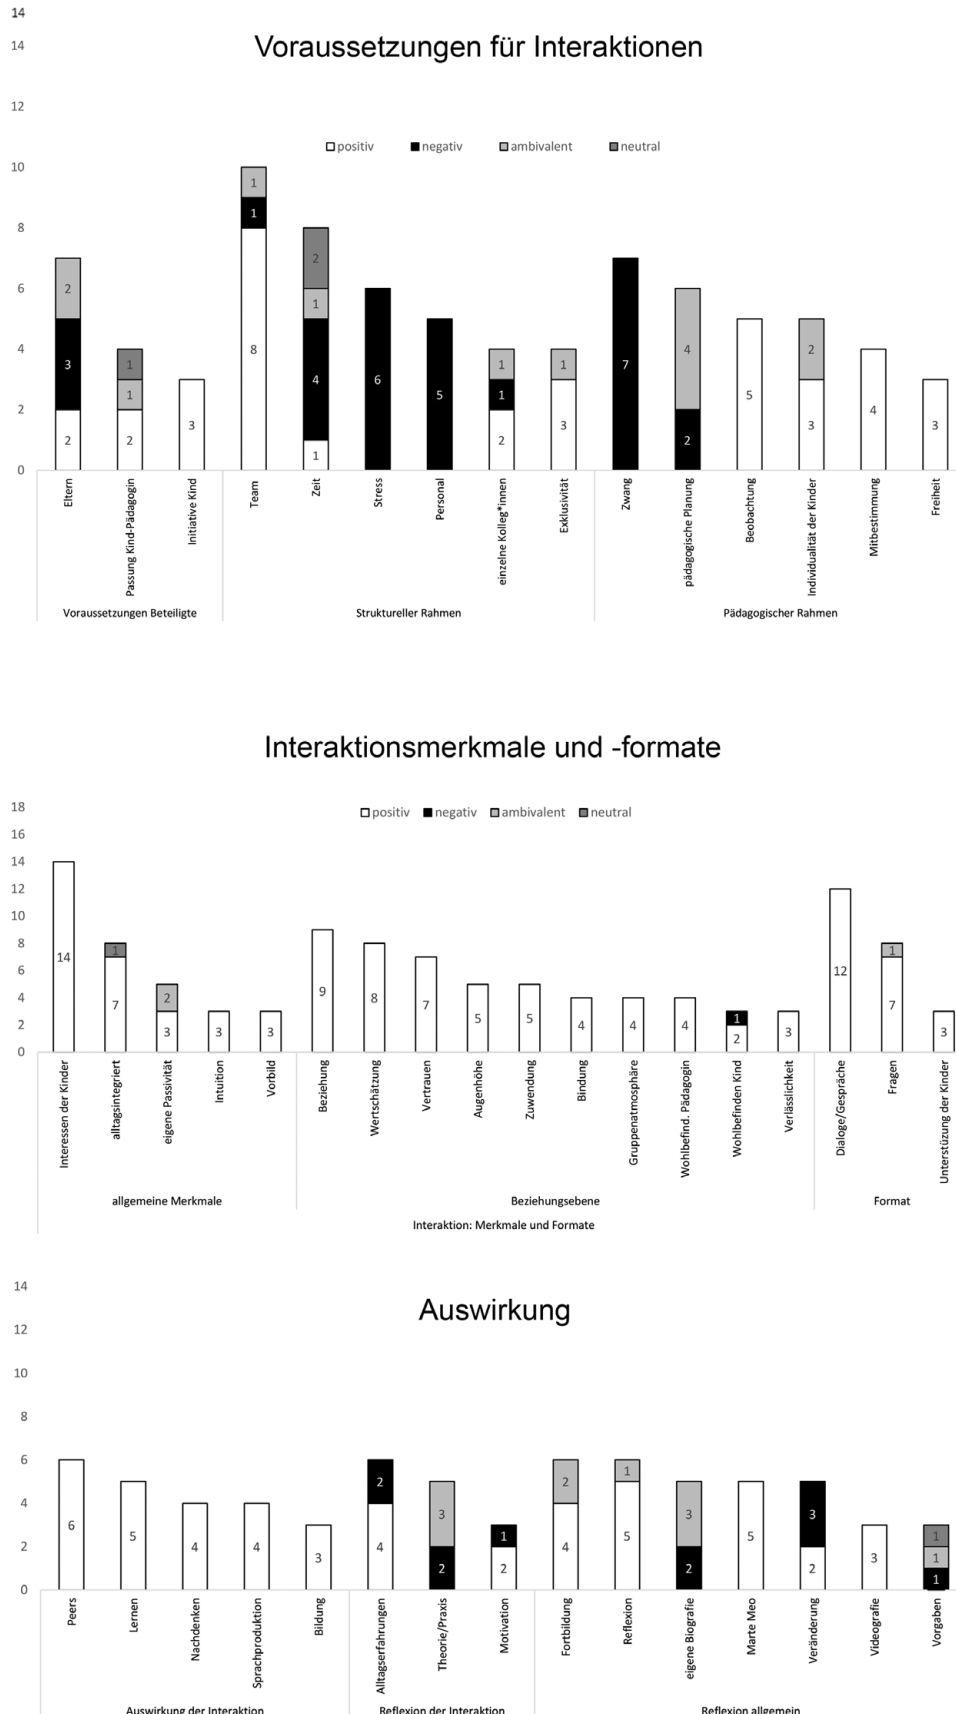 14
14
Voraussetzungen für Interaktionen
12
positiv negativ ambivalent neutral
10
8
6
4
2
0
1
1
8
2
1
4
1
6
5
1
1
2
1
3
2
3
2
1
1
2
3
7
4
2
5
2
3
4
3
Eltern
Passung Kind-Pädagogin
Initiative Kind
Team
Zeit
Stress
Personal
einzelne Kolleg*innen
Exklusivität
Zwang
pädagogische Planung
Beobachtung
Individualität der Kinder
Mitbestimmung
Freiheit
Voraussetzungen Beteiligte Struktureller Rahmen Pädagogischer Rahmen
Interaktionsmerkmale und -formate
positiv negativ ambivalent neutral
18
16
14
12
10
8
6
4
2
0
14
1
7
2
3
3
3
9
8
7
5
5
4
4
4
1
2
3
12
1
7
3
Interessen der Kinder
alltagsintegriert
eigene Passivität
Intuition
Vorbild
Beziehung
Wertschätzung
Vertrauen
Augenhöhe
Zuwendung
Bindung
Gruppenatmosphäre
Wohlbefind. Pädagogin
Wohlbefinden Kind
Verlässlichkeit
Dialoge/Gespräche
Fragen
Unterstüzung der Kinder
allgemeine Merkmale Beziehungsebene Format
Interaktion: Merkmale und Formate
Auswirkung
14
12
10
8
6
4
2
0
6
5
4
4
3
2
4
3
2
1
2
2
4
1
5
3
2
5
3
2
3
1
1
1
Peers
Lernen
Nachdenken
Sprachproduktion
Bildung
Alltagserfahrungen
Theorie/Praxis
Motivation
Fortbildung
Reflexion
eigene Biografie
Marte Meo
Veränderung
Videografie
Vorgaben
Auswirkung der Interaktion Reflexion der Interaktion Reflexion allgemein